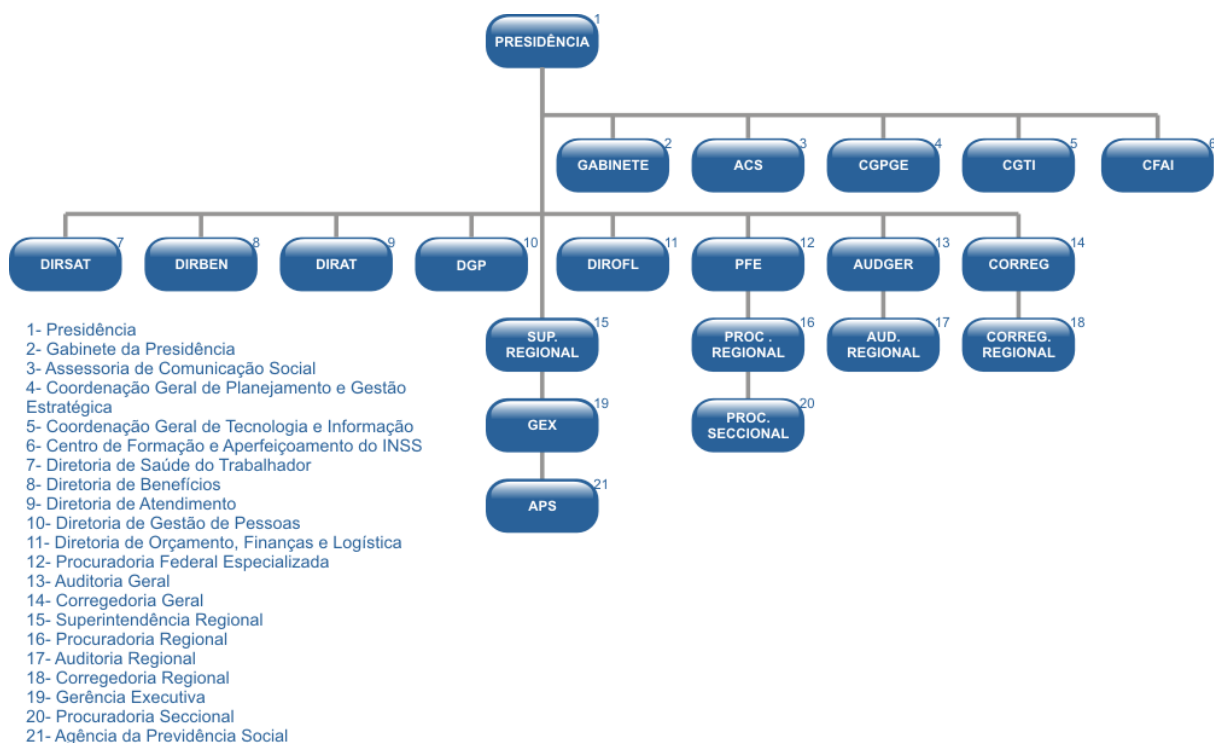 1
PRESIDÊNCIA
2
GABINETE
3
ACS
4
CGPGE
5
CGTI
6
CFAI
7
DIRSAT
8
DIRBEN
9
DIRAT
10
DGP
11
DIROFL
12
PFE
13
AUDGER
14
CORREG
15
SUP.
REGIONAL
16
PROC .
REGIONAL
17
AUD.
REGIONAL
18
CORREG.
REGIONAL
19
GEX
20
PROC.
SECCIONAL
21
APS
1- Presidência
2- Gabinete da Presidência
3- Assessoria de Comunicação Social
4- Coordenação Geral de Planejamento e Gestão
Estratégica
5- Coordenação Geral de Tecnologia e Informação
6- Centro de Formação e Aperfeiçoamento do INSS
7- Diretoria de Saúde do Trabalhador
8- Diretoria de Benefícios
9- Diretoria de Atendimento
10- Diretoria de Gestão de Pessoas
11- Diretoria de Orçamento, Finanças e Logística
12- Procuradoria Federal Especializada
13- Auditoria Geral
14- Corregedoria Geral
15- Superintendência Regional
16- Procuradoria Regional
17- Auditoria Regional
18- Corregedoria Regional
19- Gerência Executiva
20- Procuradoria Seccional
21- Agência da Previdência Social